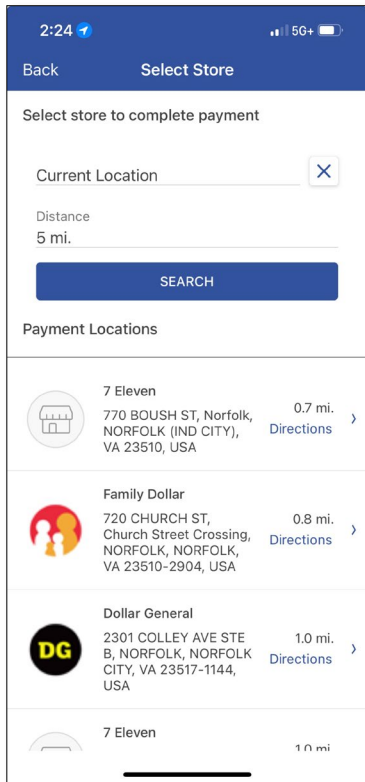 2:24
5G+
Back
Select Store
Select store to complete payment
Current Location
Distance
5 mi.
SEARCH
Payment Locations
7 Eleven
770 BOUSH ST, Norfolk,
NORFOLK (IND CITY),
VA 23510, USA
0.7 mi.
Directions
Family Dollar
720 CHURCH ST,
Church Street Crossing,
NORFOLK, NORFOLK,
VA 23510-2904, USA
0.8 mi.
Directions
DG
Dollar General
2301 COLLEY AVE STE
B, NORFOLK, NORFOLK
CITY, VA 23517-1144,
USA
1.0 mi.
Directions
7 Eleven
1.0 mi.